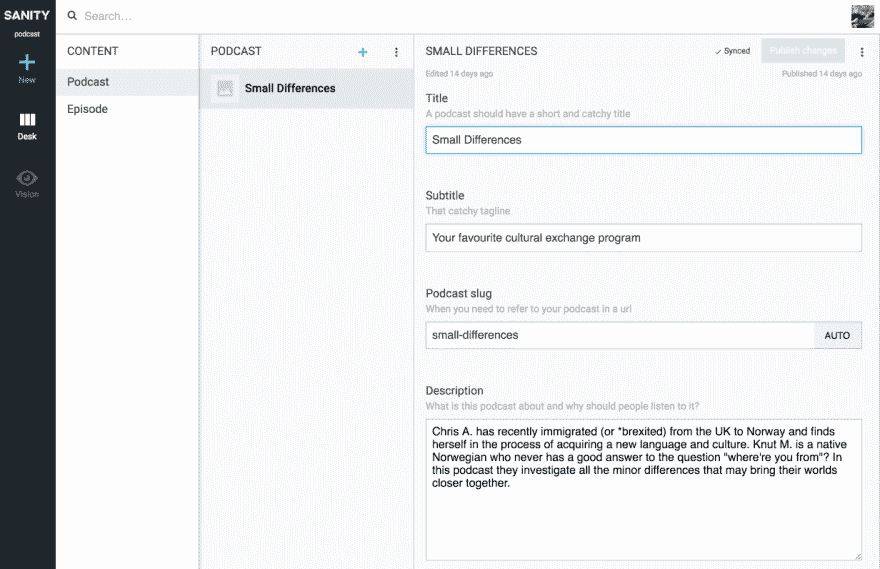 SANITY
podcast
New
Desk
Vision
Search...
CONTENT
Podcast
Episode
PODCAST
Small Differences
SMALL DIFFERENCES
Synced
Publish changes
Edited 14 days ago
Published 14 days ago
Title
A podcast should have a short and catchy title
Small Differences
Subtitle
That catchy tagline
Your favourite cultural exchange program
Podcast slug
When you need to refer to your podcast in a url
small-differences
AUTO
Description
What is this podcast about and why should people listen to it?
Chris A. has recently immigrated (or *brexited) from the UK to Norway and finds
herself in the process of acquiring a new language and culture. Knut M. is a native
Norwegian who never has a good answer to the question "where're you from"? In
this podcast they investigate all the minor differences that may bring their worlds
closer together.